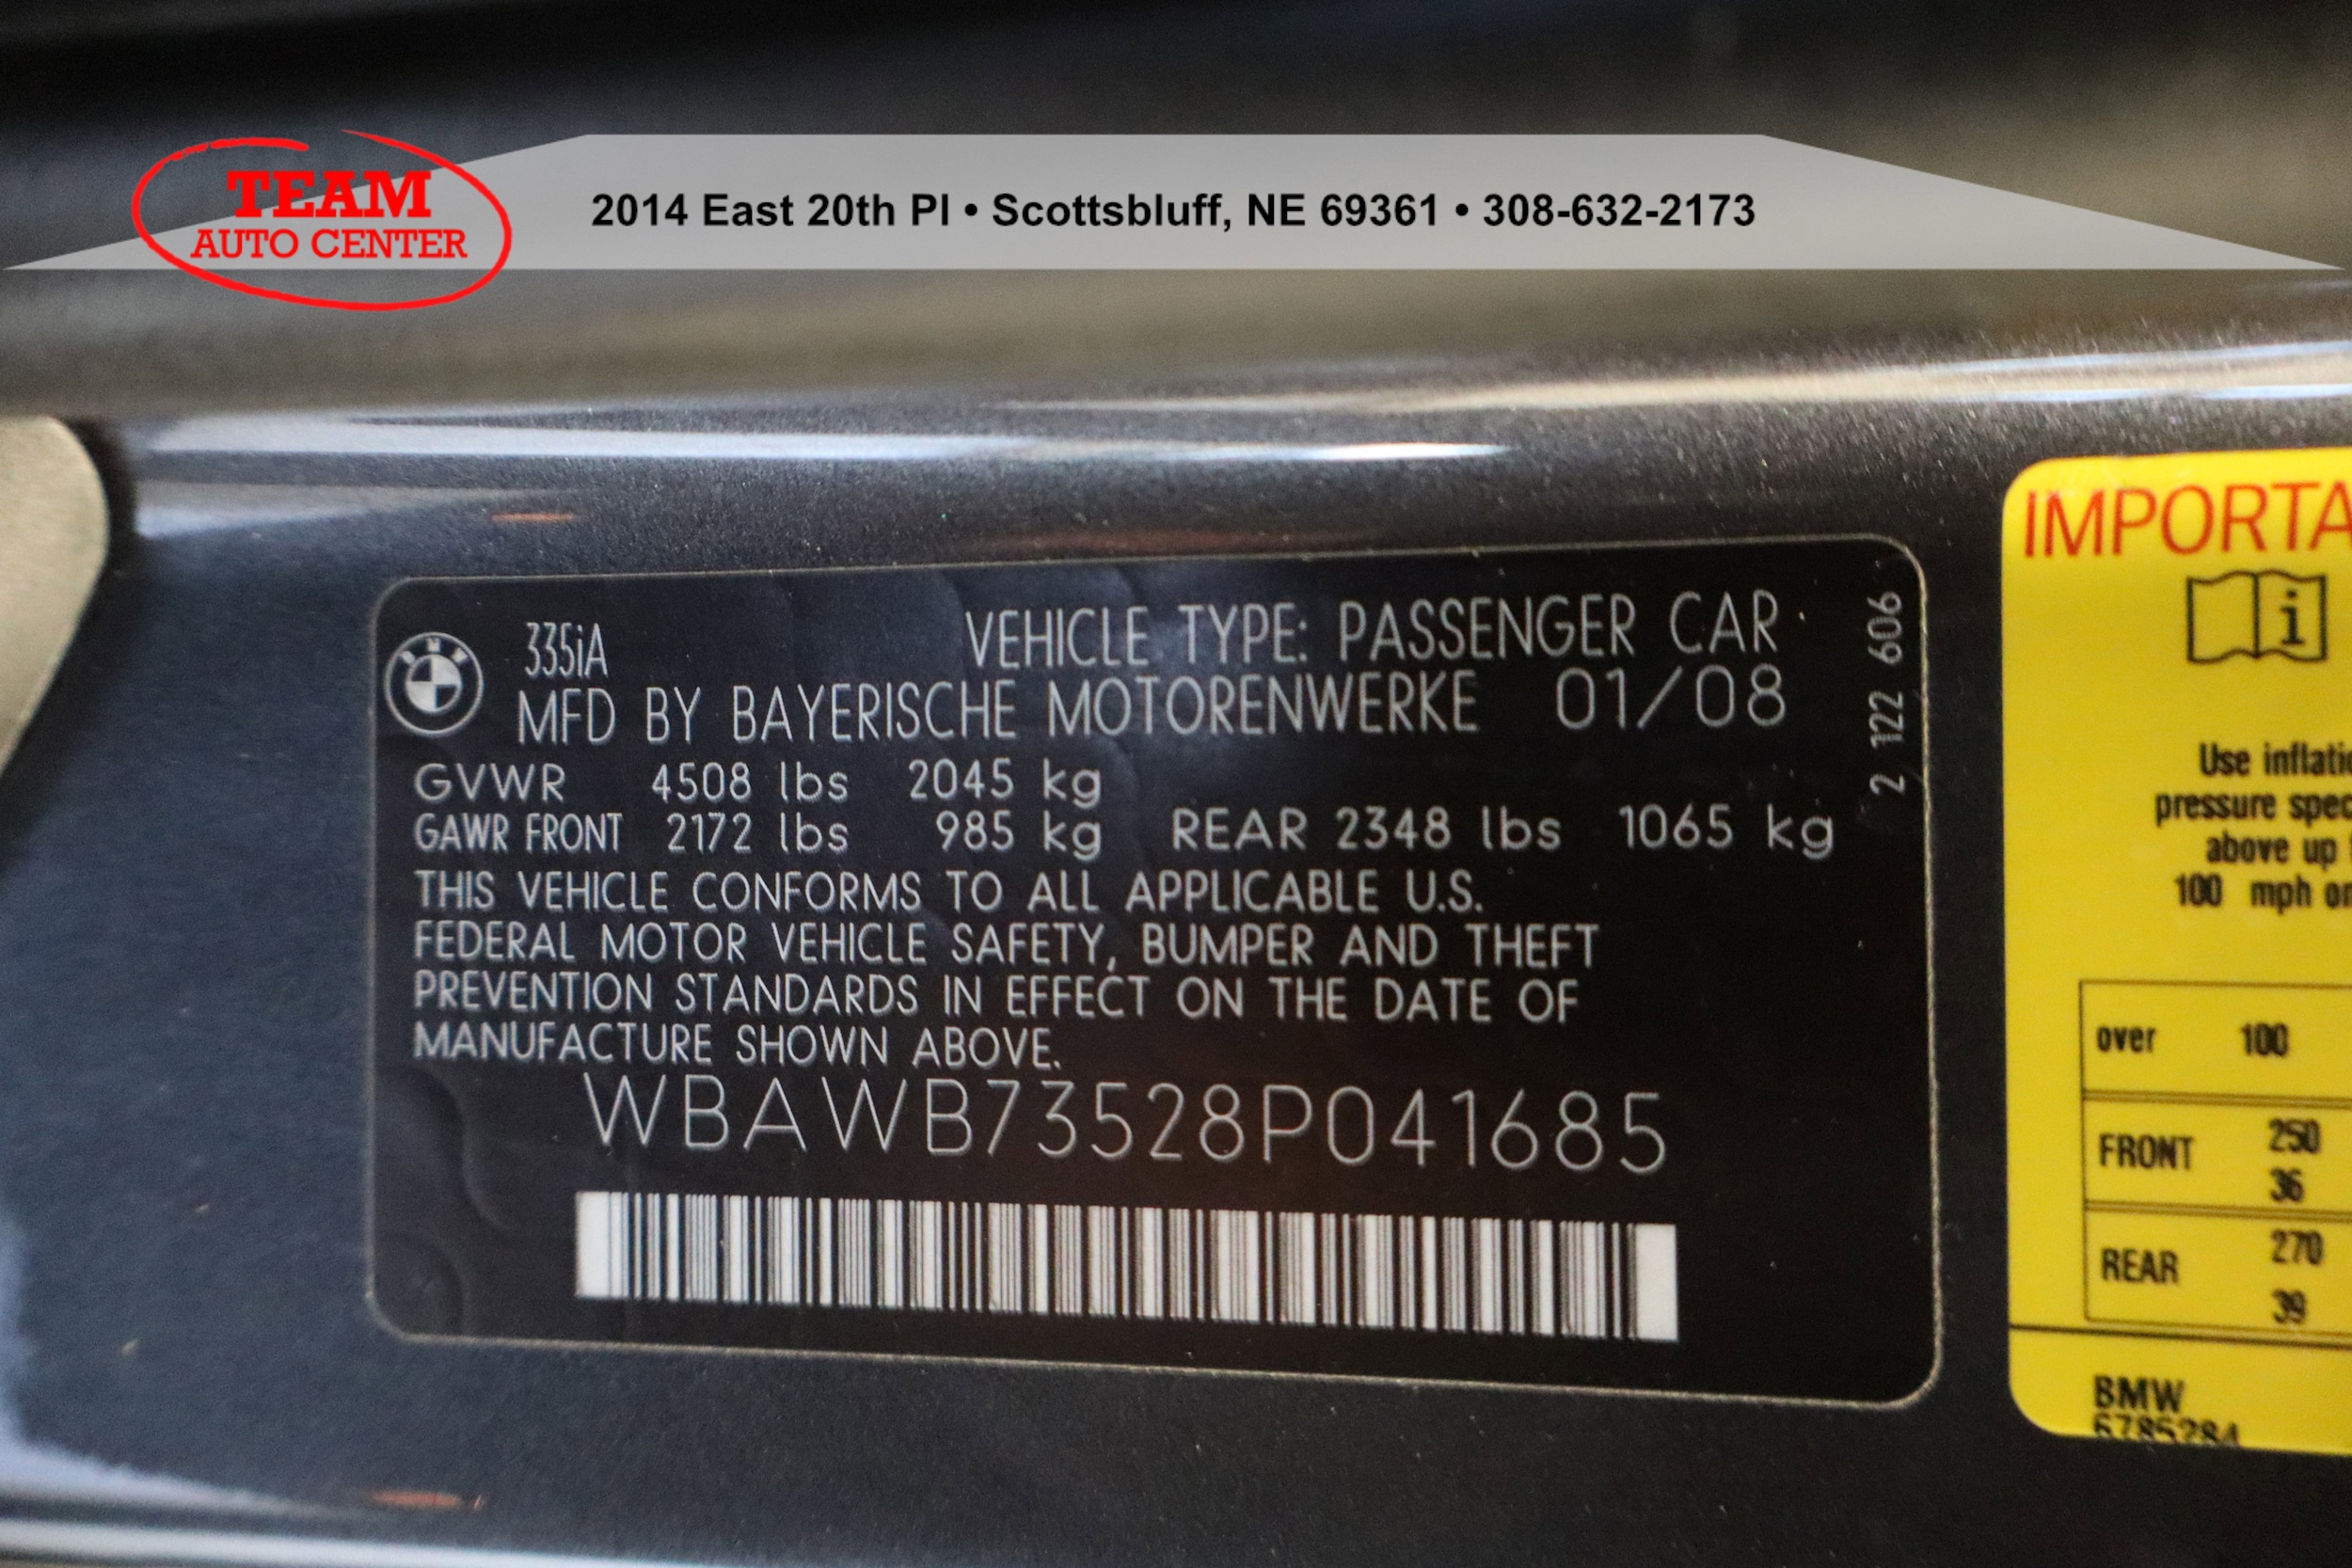 TEAM
AUTO CENTER
2014 East 20th Pl • Scottsbluff, NE 69361 • 308-632-2173
BMW
335iA VEHICLE TYPE: PASSENGER CAR
MFD BY BAYERISCHE MOTORENWERKE 01/08
GVWR 4508 lbs 2045 kg
GAWR FRONT 2172 lbs 985 kg REAR 2348 lbs 1065 kg
THIS VEHICLE CONFORMS TO ALL APPLICABLE U.S.
FEDERAL MOTOR VEHICLE SAFETY, BUMPER AND THEFT
PREVENTION STANDARDS IN EFFECT ON THE DATE OF
MANUFACTURE SHOWN ABOVE.
WBAWB73528P041685
2 122 606
IMPORTA
i
Use inflatio
pressure spec
above up
100 mph or
over 100
FRONT 250
36
REAR 270
39
BMW
6785284